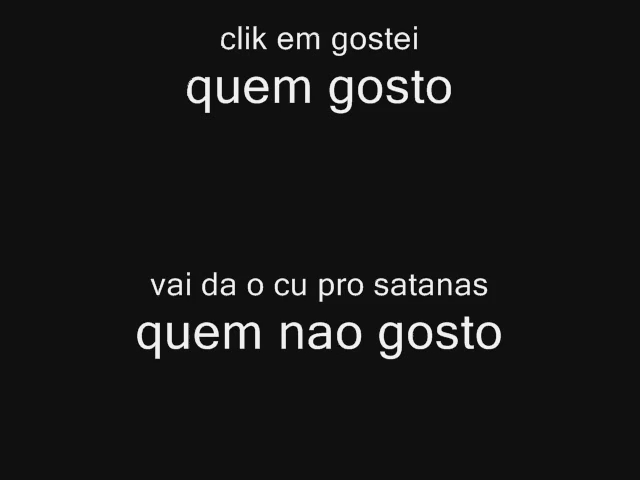 clik em gostei
quem gosto
vai da o cu pro satanas
quem nao gosto